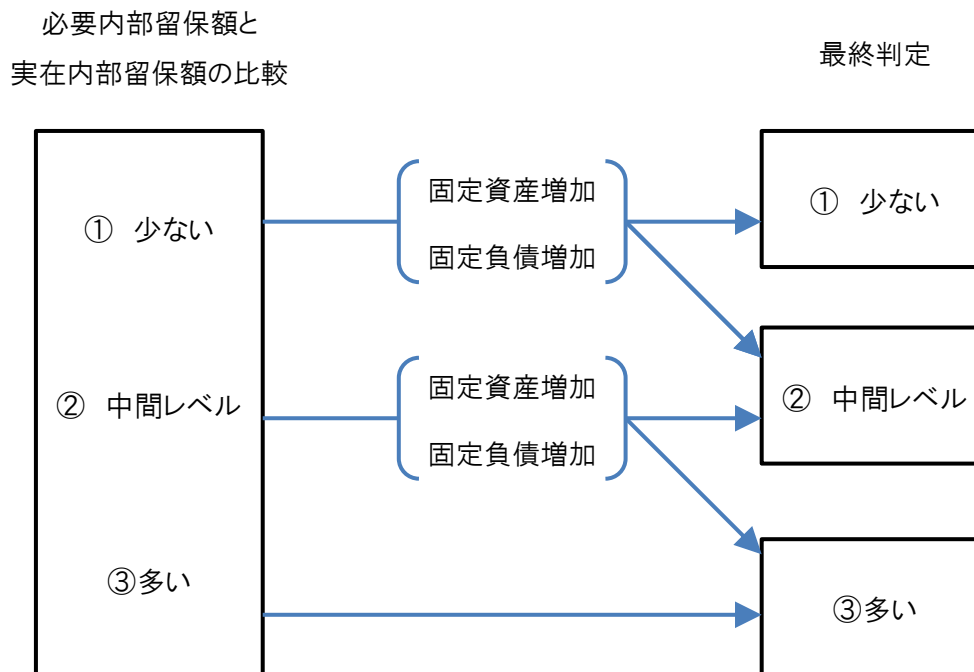 必要内部留保額と
実在内部留保額の比較
最終判定
① 少ない
固定資産増加
固定負債増加
① 少ない
② 中間レベル
固定資産増加
固定負債増加
② 中間レベル
③多い
③多い